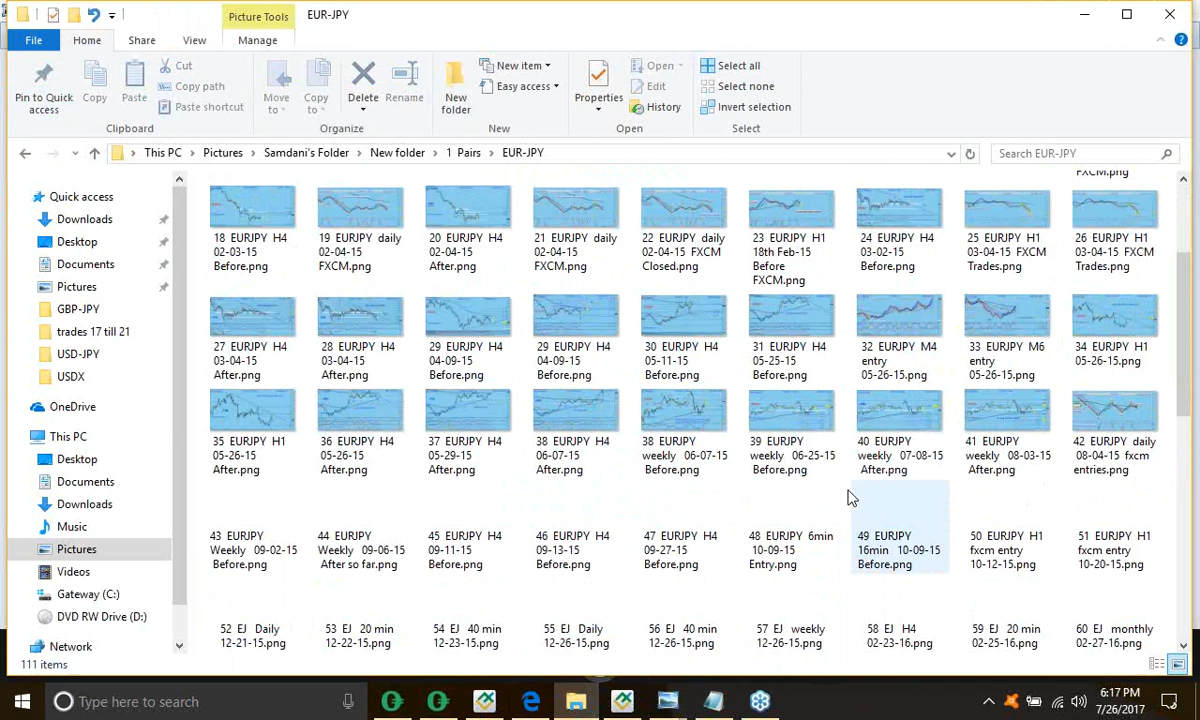 Picture Tools
EUR-JPY
File
Home
Share
View
Manage
Pin to Quick
access
Copy
Paste
Cut
Copy path
Paste shortcut
Clipboard
Move
to
Copy
to
Delete
Rename
Organize
New
folder
New item
Easy access
New
Properties
Open
Edit
History
Open
Select all
Select none
Invert selection
Select
This PC
Pictures
Samdani's Folder
New folder
1 Pairs
EUR-JPY
Search EUR-JPY
Quick access
Downloads
Desktop
Documents
Pictures
GBP-JPY
trades 17 till 21
USD-JPY
USDX
OneDrive
This PC
Desktop
Documents
Downloads
Music
Pictures
Videos
Gateway (C:)
DVD RW Drive (D:)
Network
111 items
FXCM.png
18 EURJPY H4
02-03-15
Before.png
19 EURJPY daily
02-04-15
FXCM.png
20 EURJPY H4
02-04-15
After.png
21 EURJPY daily
02-04-15
FXCM.png
22 EURJPY daily
02-04-15 FXCM
Closed.png
23 EURJPY H1
18th Feb-15
Before
FXCM.png
24 EURJPY H4
03-02-15
Before.png
25 EURJPY H1
03-04-15 FXCM
Trades.png
26 EURJPY H1
03-04-15 FXCM
Trades.png
27 EURJPY H4
03-04-15
After.png
28 EURJPY H4
03-04-15
After.png
29 EURJPY H4
04-09-15
Before.png
29 EURJPY H4
04-09-15
Before.png
30 EURJPY H4
05-11-15
Before.png
31 EURJPY H4
05-25-15
Before.png
32 EURJPY M4
entry
05-26-15.png
33 EURJPY M6
entry
05-26-15.png
34 EURJPY H1
05-26-15.png
35 EURJPY H1
05-26-15
After.png
36 EURJPY H4
05-26-15
After.png
37 EURJPY H4
05-29-15
After.png
38 EURJPY H4
06-07-15
After.png
38 EURJPY
weekly 06-07-15
Before.png
39 EURJPY
weekly 06-25-15
Before.png
40 EURJPY
weekly 07-08-15
After.png
41 EURJPY
weekly 08-03-15
After.png
42 EURJPY daily
08-04-15 fxcm
entries.png
43 EURJPY
Weekly 09-02-15
Before.png
44 EURJPY
Weekly 09-06-15
After so far.png
45 EURJPY H4
09-11-15
Before.png
46 EURJPY H4
09-13-15
Before.png
47 EURJPY H4
09-27-15
Before.png
48 EURJPY 6min
10-09-15
Entry.png
49 EURJPY
16min 10-09-15
Before.png
50 EURJPY H1
fxcm entry
10-12-15.png
51 EURJPY H1
fxcm entry
10-20-15.png
52 EJ Daily
12-21-15.png
53 EJ 20 min
12-22-15.png
54 EJ 40 min
12-23-15.png
55 EJ Daily
12-26-15.png
56 EJ 40 min
12-26-15.png
57 EJ weekly
12-26-15.png
58 EJ H4
02-23-16.png
59 EJ 20 min
02-25-16.png
60 EJ monthly
02-27-16.png
Type here to search
6:17 PM
7/26/2017